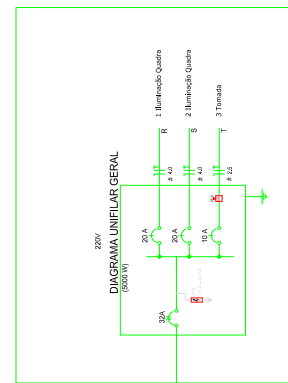 1 Iluminação Quadra
2 Iluminação Quadra
3 Tomada
R
S
T
# 4.0
# 4.0
# 2.5
220V
DIAGRAMA UNIFILAR GERAL
(5000 W)
20 A
20 A
10 A
32A